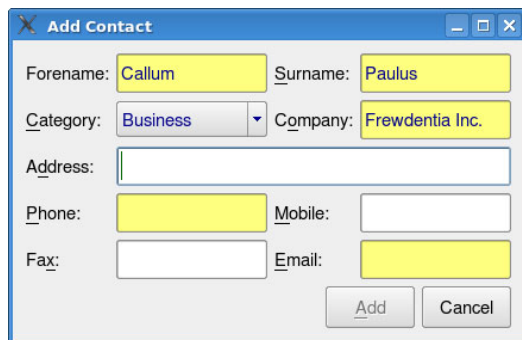 Add Contact
Forename: Callum Surname: Paulus
Category: Business Company: Frewdentia Inc.
Address:
Phone: Mobile:
Fax: Email:
Add Cancel